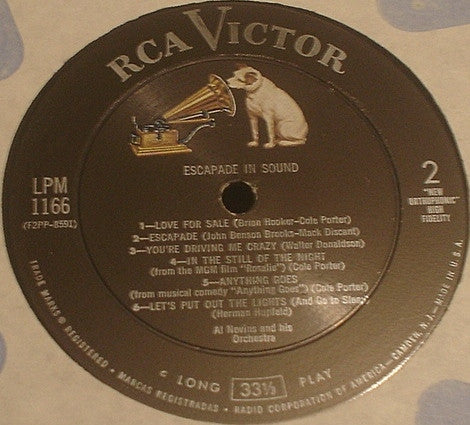 RCA VICTOR
ESCAPADE IN SOUND
LPM
1166
(F2PP-8591)
2
"NEW
ORTHOPHONIC"
HIGH
FIDELITY
1—LOVE FOR SALE (Brian Hooker-Cole Porter)
2—ESCAPADE (John Benson Brooks-Mack Discant)
3—YOU'RE DRIVING ME CRAZY (Walter Donaldson)
4—IN THE STILL OF THE NIGHT
(from the MGM film "Rosalie") (Cole Porter)
5—ANYTHING GOES
(from musical comedy "Anything Goes") (Cole Porter)
6—LET'S PUT OUT THE LIGHTS (And Go to Sleep)
(Herman Hupfeld)
Al Nevins and his
Orchestra
LONG 33⅓ PLAY
TRADE MARKS ® REGISTERED • MARCAS REGISTRADAS • RADIO CORPORATION OF AMERICA—CAMDEN, N. J.—MADE IN U.S.A.